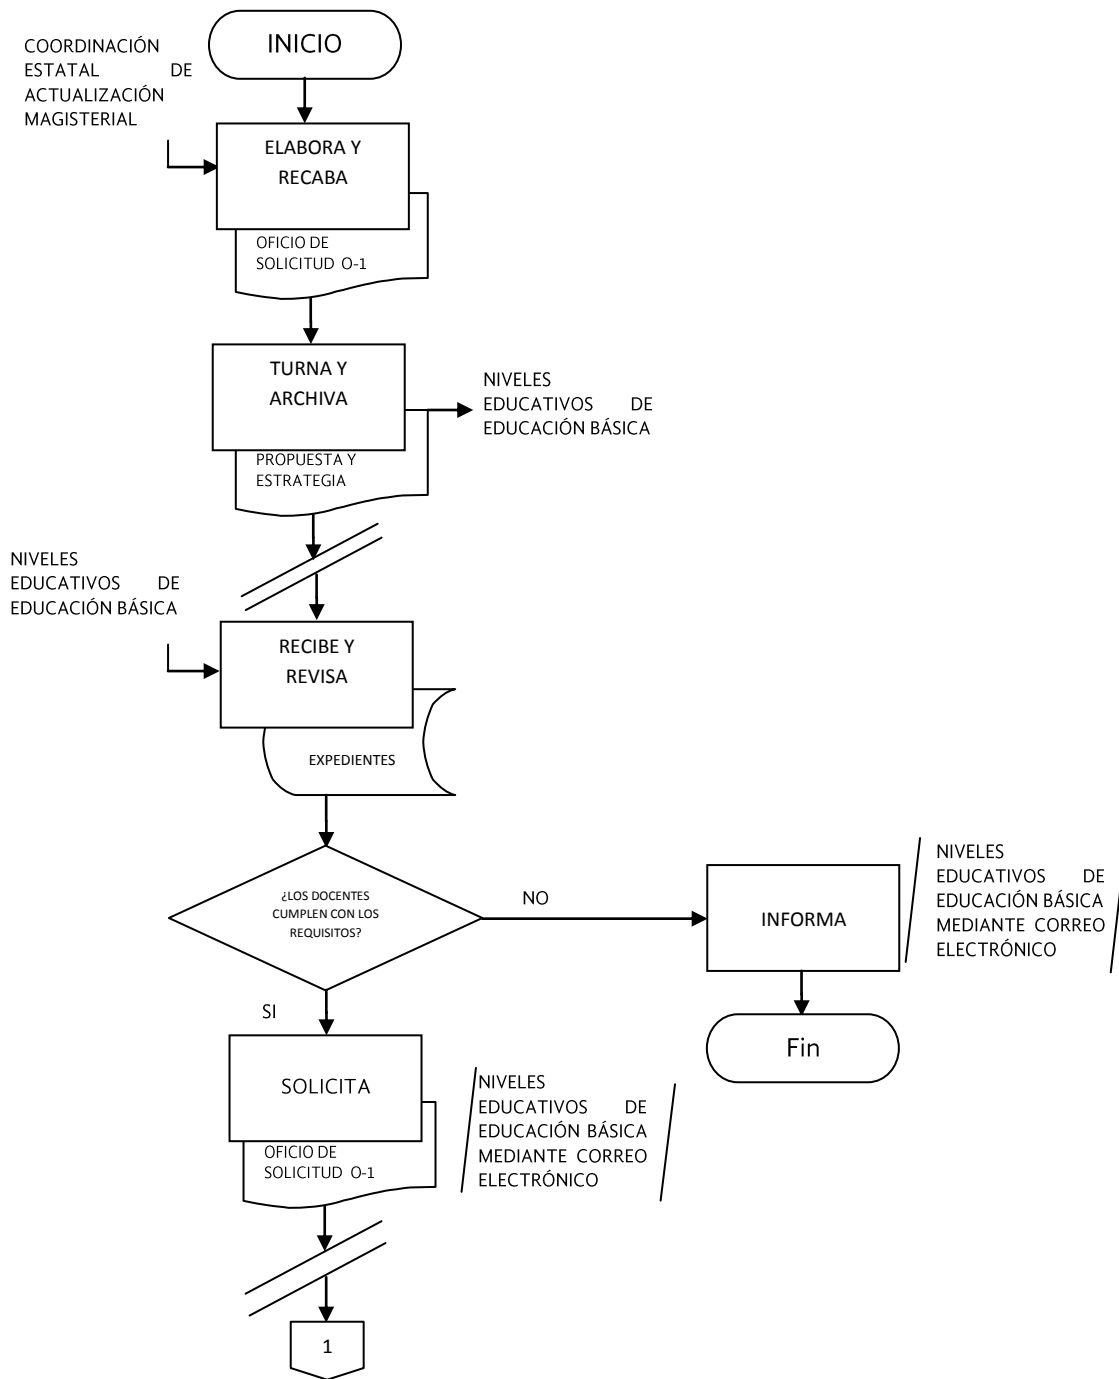 INICIO
COORDINACIÓN
ESTATAL DE
ACTUALIZACIÓN
MAGISTERIAL
ELABORA Y
RECABA
OFICIO DE
SOLICITUD O-1
TURNA Y
ARCHIVA
NIVELES
EDUCATIVOS DE
EDUCACIÓN BÁSICA
PROPUESTA Y
ESTRATEGIA
NIVELES
EDUCATIVOS DE
EDUCACIÓN BÁSICA
RECIBE Y
REVISA
EXPEDIENTES
¿LOS DOCENTES
CUMPLEN CON LOS
REQUISITOS?
NO
INFORMA
NIVELES
EDUCATIVOS DE
EDUCACIÓN BÁSICA
MEDIANTE CORREO
ELECTRÓNICO
Fin
SI
SOLICITA
OFICIO DE
SOLICITUD O-1
NIVELES
EDUCATIVOS DE
EDUCACIÓN BÁSICA
MEDIANTE CORREO
ELECTRÓNICO
1